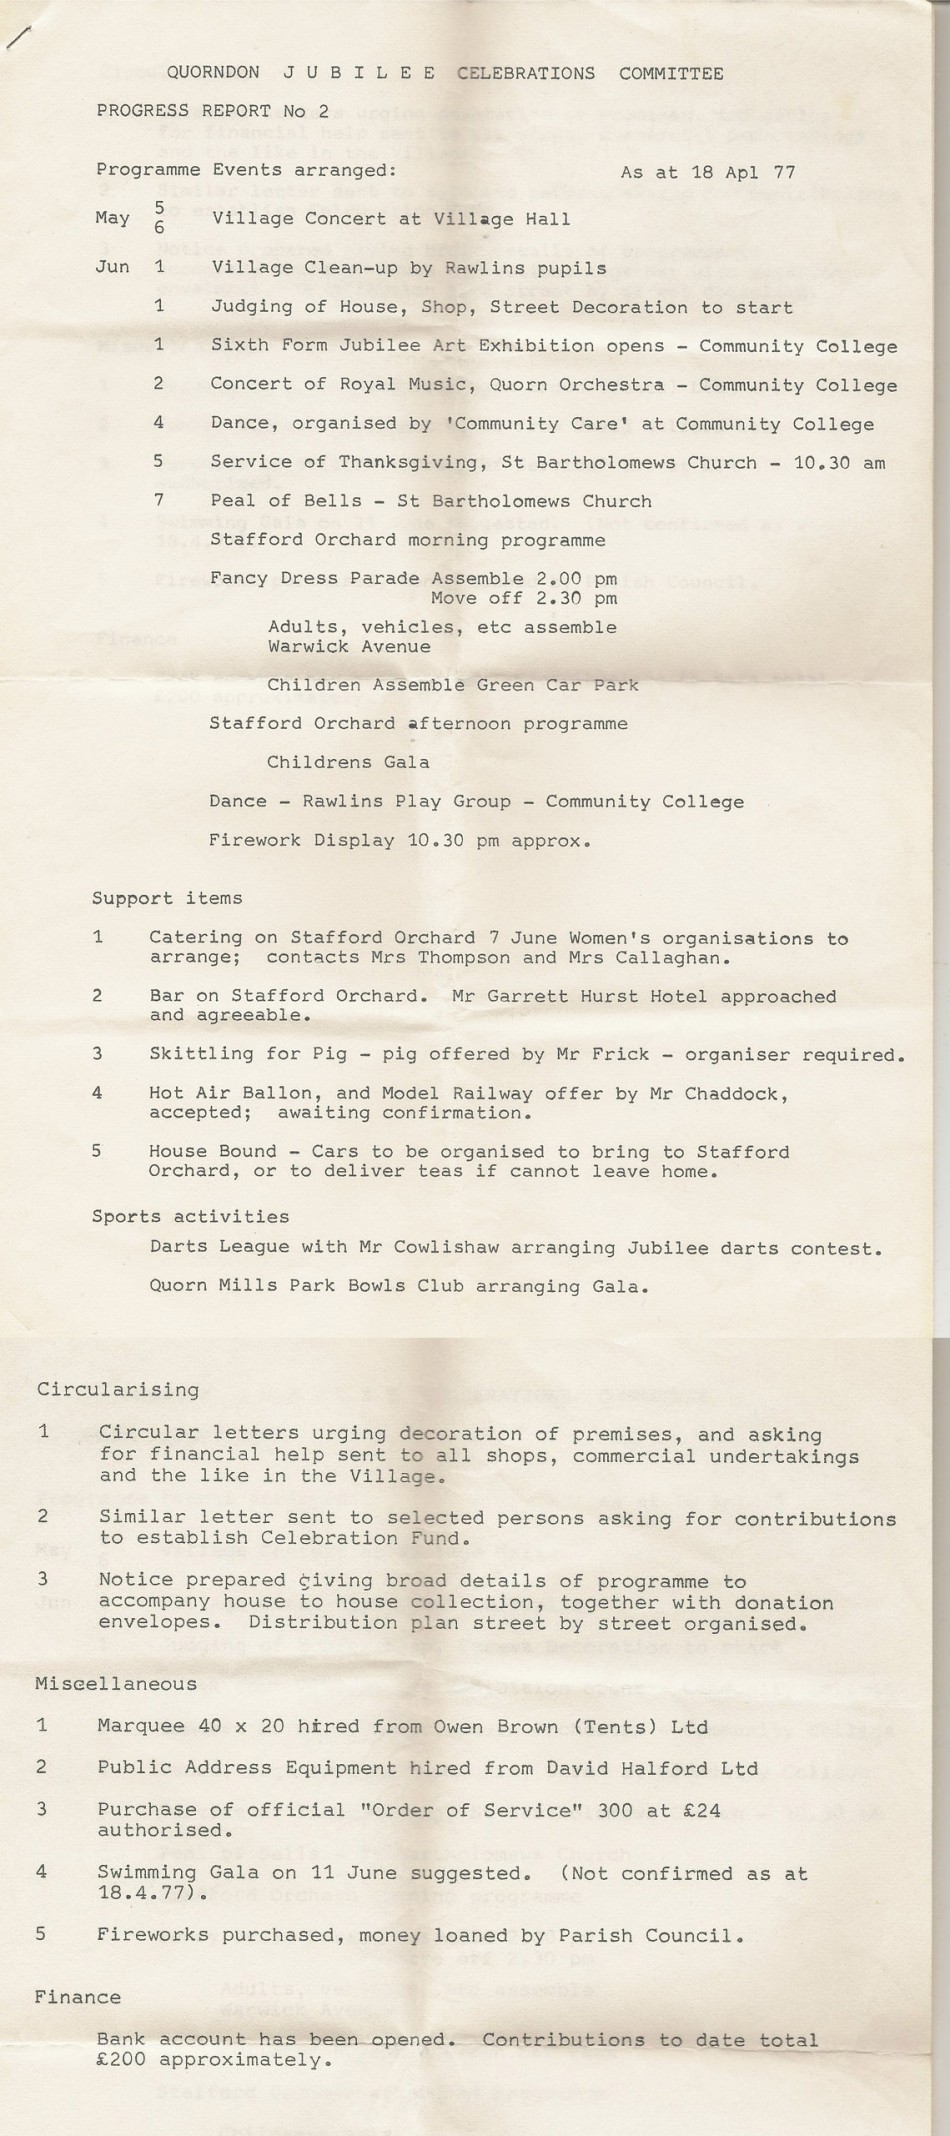 QUORNDON J U B I L E E CELEBRATIONS COMMITTEE
PROGRESS REPORT No 2
Programme Events arranged: As at 18 Apl 77
May 5 6 Village Concert at Village Hall
Jun 1 Village Clean-up by Rawlins pupils
1 Judging of House, Shop, Street Decoration to start
1 Sixth Form Jubilee Art Exhibition opens - Community College
2 Concert of Royal Music, Quorn Orchestra - Community College
4 Dance, organised by 'Community Care' at Community College
5 Service of Thanksgiving, St Bartholomews Church - 10.30 am
7 Peal of Bells - St Bartholomews Church
Stafford Orchard morning programme
Fancy Dress Parade Assemble 2.00 pm
Move off 2.30 pm
Adults, vehicles, etc assemble
Warwick Avenue
Children Assemble Green Car Park
Stafford Orchard afternoon programme
Childrens Gala
Dance - Rawlins Play Group - Community College
Firework Display 10.30 pm approx.
Support items
1 Catering on Stafford Orchard 7 June Women's organisations to
arrange; contacts Mrs Thompson and Mrs Callaghan.
2 Bar on Stafford Orchard. Mr Garrett Hurst Hotel approached
and agreeable.
3 Skittling for Pig - pig offered by Mr Frick - organiser required.
4 Hot Air Ballon, and Model Railway offer by Mr Chaddock,
accepted; awaiting confirmation.
5 House Bound - Cars to be organised to bring to Stafford
Orchard, or to deliver teas if cannot leave home.
Sports activities
Darts League with Mr Cowlishaw arranging Jubilee darts contest.
Quorn Mills Park Bowls Club arranging Gala.
Circularising
1 Circular letters urging decoration of premises, and asking
for financial help sent to all shops, commercial undertakings
and the like in the Village.
2 Similar letter sent to selected persons asking for contributions
to establish Celebration Fund.
3 Notice prepared giving broad details of programme to
accompany house to house collection, together with donation
envelopes. Distribution plan street by street organised.
Miscellaneous
1 Marquee 40 x 20 hired from Owen Brown (Tents) Ltd
2 Public Address Equipment hired from David Halford Ltd
3 Purchase of official "Order of Service" 300 at £24
authorised.
4 Swimming Gala on 11 June suggested. (Not confirmed as at
18.4.77).
5 Fireworks purchased, money loaned by Parish Council.
Finance
Bank account has been opened. Contributions to date total
£200 approximately.